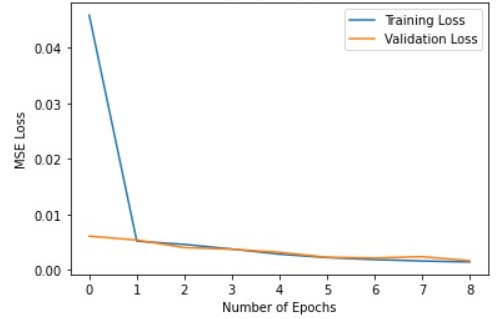 Training Loss
Validation Loss
MSE Loss
0.04
0.03
0.02
0.01
0.00
0 1 2 3 4 5 6 7 8
Number of Epochs